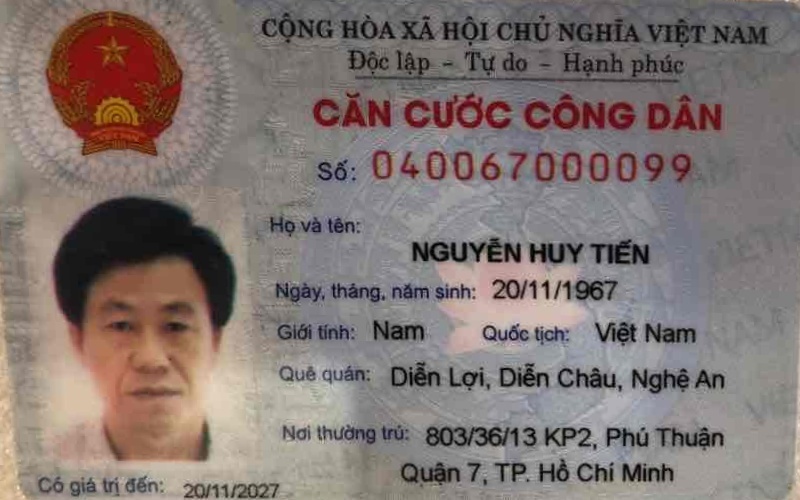 CỘNG HÒA XÃ HỘI CHỦ NGHĨA VIỆT NAM
Độc lập - Tự do - Hạnh phúc
CĂN CƯỚC CÔNG DÂN
Số: 040067000099
Họ và tên:
NGUYỄN HUY TIẾN
Ngày, tháng, năm sinh: 20/11/1967
Giới tính: Nam Quốc tịch: Việt Nam
Quê quán: Diễn Lợi, Diễn Châu, Nghệ An
Nơi thường trú: 803/36/13 KP2, Phú Thuận
Quận 7, TP. Hồ Chí Minh
Có giá trị đến: 20/11/2027